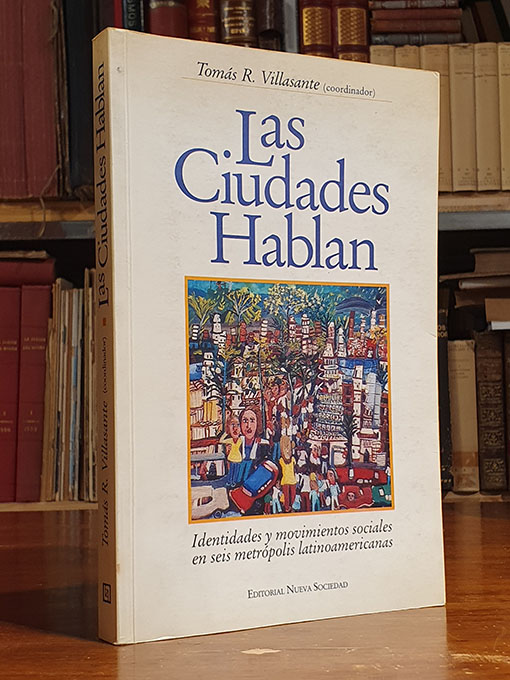 Tomás R. Villasante (coordinador)
Las
Ciudades
Hablan
Identidades y movimientos sociales
en seis metrópolis latinoamericanas
EDITORIAL NUEVA SOCIEDAD
Tomás R. Villasante (coordinador) Las Ciudades Hablan